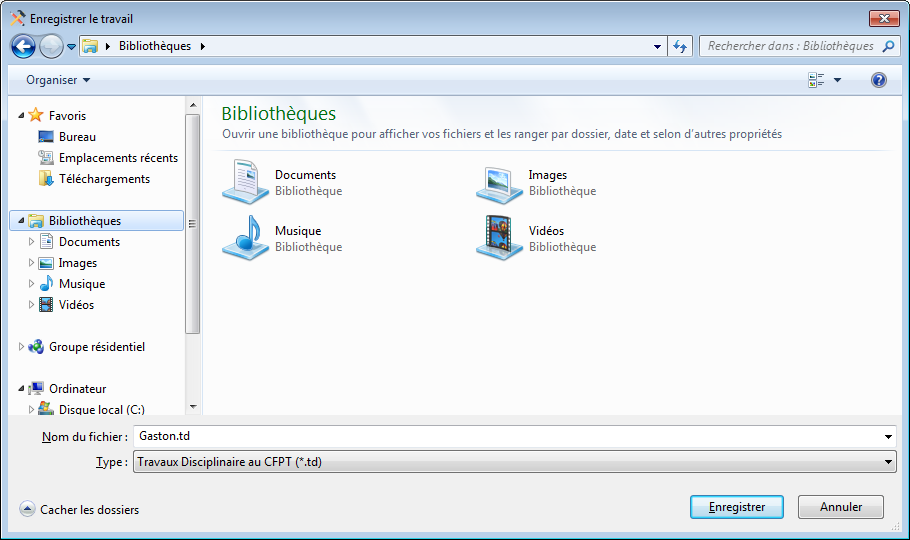 Enregistrer le travail
Bibliothèques
Rechercher dans : Bibliothèques
Organiser
Favoris
Bureau
Emplacements récents
Téléchargements
Bibliothèques
Documents
Images
Musique
Vidéos
Groupe résidentiel
Ordinateur
Disque local (C:)
Bibliothèques
Ouvrir une bibliothèque pour afficher vos fichiers et les ranger par dossier, date et selon d'autres propriétés
Documents
Bibliothèque
Images
Bibliothèque
Musique
Bibliothèque
Vidéos
Bibliothèque
Nom du fichier : Gaston.td
Type : Travaux Disciplinaire au CFPT (*.td)
Cacher les dossiers
Enregistrer
Annuler